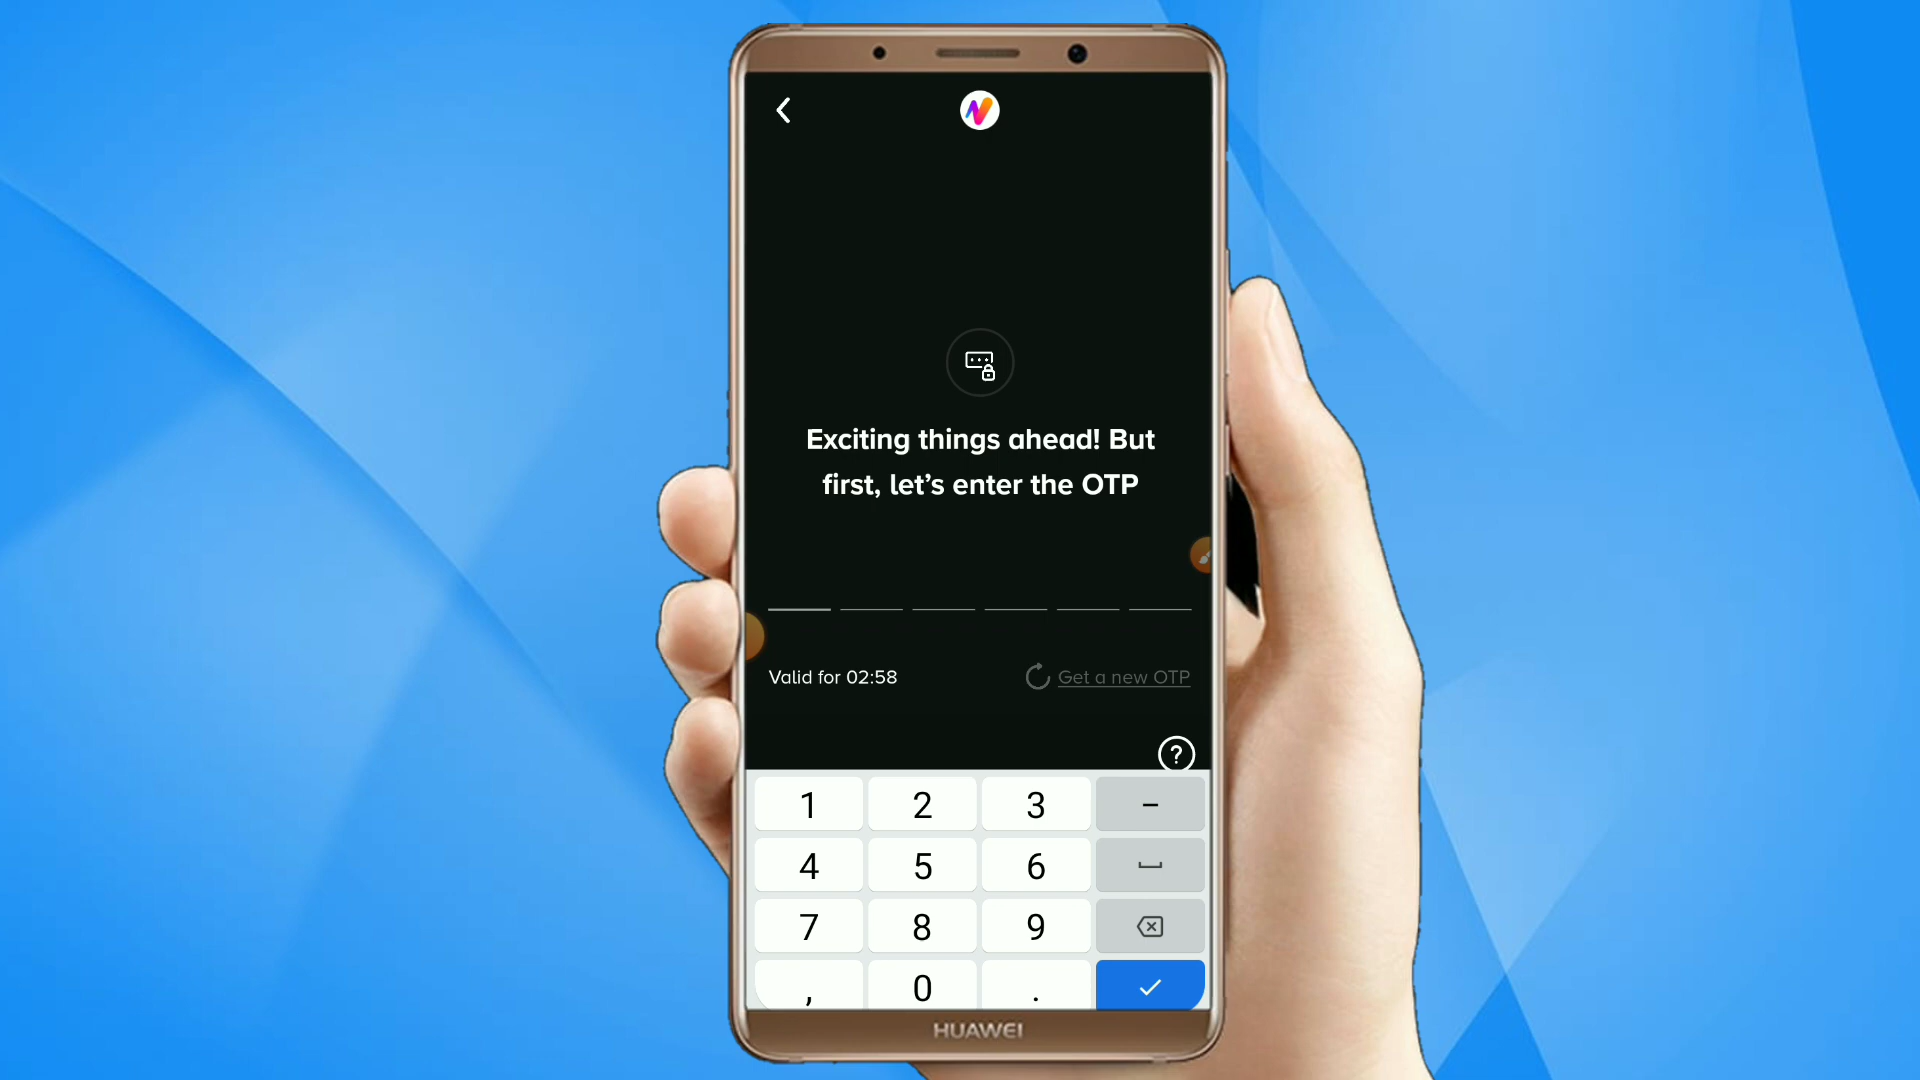 Exciting things ahead! But
first, let’s enter the OTP
Valid for 02:58
Get a new OTP
?
1 2 3 –
4 5 6
7 8 9
, 0 .
HUAWEI